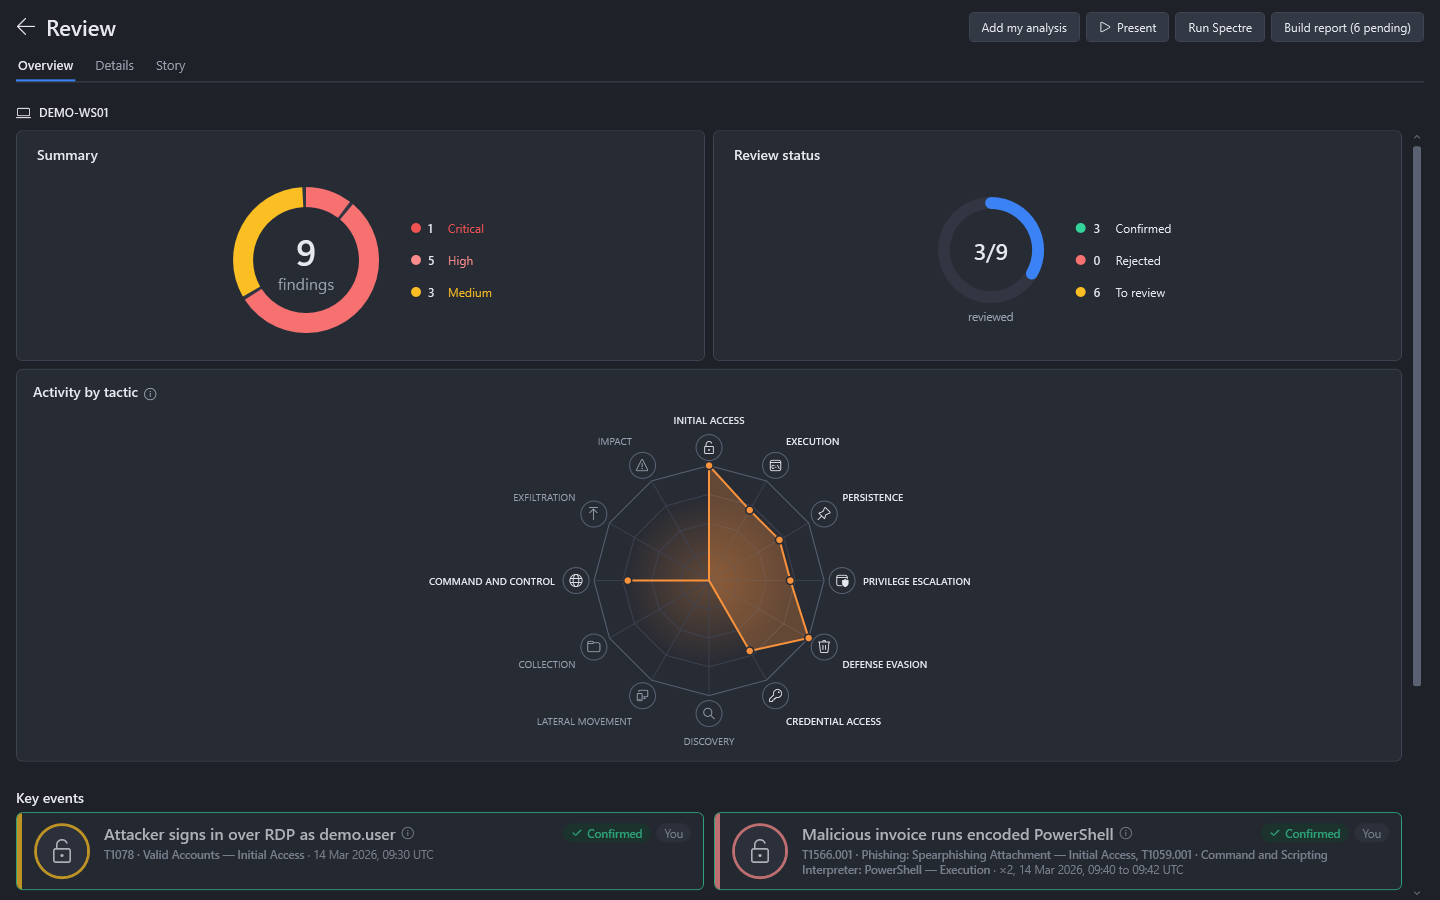 Review
Add my analysis
Present
Run Spectre
Build report (6 pending)
Overview
Details
Story
DEMO-WS01
Summary
9
findings
1 Critical
5 High
3 Medium
Review status
3/9
reviewed
3 Confirmed
0 Rejected
6 To review
Activity by tactic
INITIAL ACCESS
IMPACT
EXECUTION
EXFILTRATION
PERSISTENCE
COMMAND AND CONTROL
PRIVILEGE ESCALATION
COLLECTION
DEFENSE EVASION
LATERAL MOVEMENT
CREDENTIAL ACCESS
DISCOVERY
Key events
Attacker signs in over RDP as demo.user
Confirmed
You
T1078 · Valid Accounts — Initial Access · 14 Mar 2026, 09:30 UTC
Malicious invoice runs encoded PowerShell
Confirmed
You
T1566.001 · Phishing: Spearphishing Attachment — Initial Access, T1059.001 · Command and Scripting
Interpreter: PowerShell — Execution · ×2, 14 Mar 2026, 09:40 to 09:42 UTC